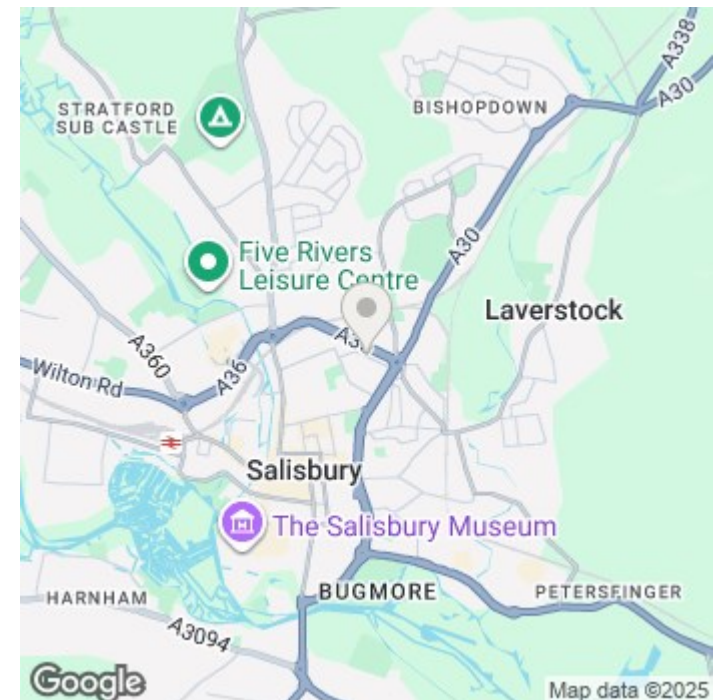 A338
A30
STRATFORD
SUB CASTLE
BISHOPDOWN
A30
Five Rivers
Leisure Centre
Laverstock
A360
A36
Wilton Rd
A36
Salisbury
The Salisbury Museum
HARNHAM
BUGMORE
PETERSFINGER
A3094
Google
Map data ©2025